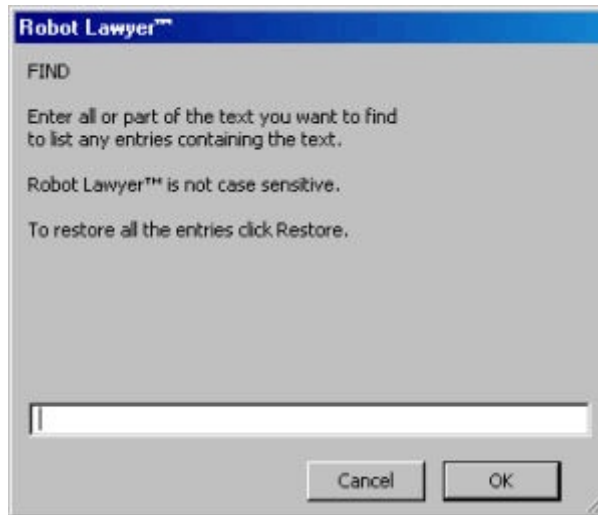 Robot Lawyer™
FIND
Enter all or part of the text you want to find
to list any entries containing the text.
Robot Lawyer™ is not case sensitive.
To restore all the entries click Restore.
Cancel
OK